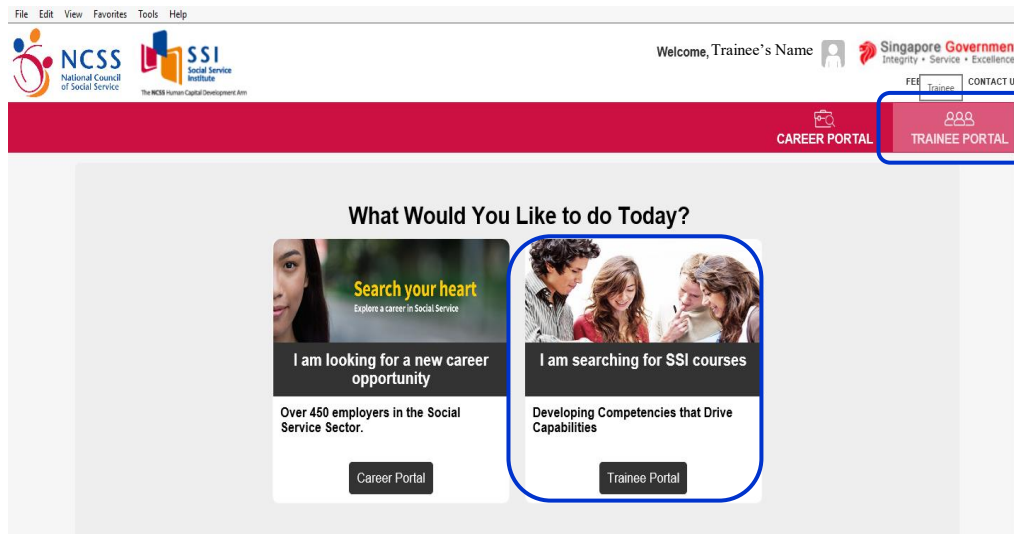 File Edit View Favorites Tools Help
NCSS
National Council
of Social Service
SSI
Social Service
Institute
The NCSS Human Capital Development Arm
Welcome, Trainee's Name
Singapore Governmen
Integrity • Service • Excellence
FEE
Trainee
CONTACT U
CAREER PORTAL
TRAINEE PORTAL
What Would You Like to do Today?
Search your heart
Explore a career in Social Service
I am looking for a new career
opportunity
Over 450 employers in the Social
Service Sector.
Career Portal
I am searching for SSI courses
Developing Competencies that Drive
Capabilities
Trainee Portal